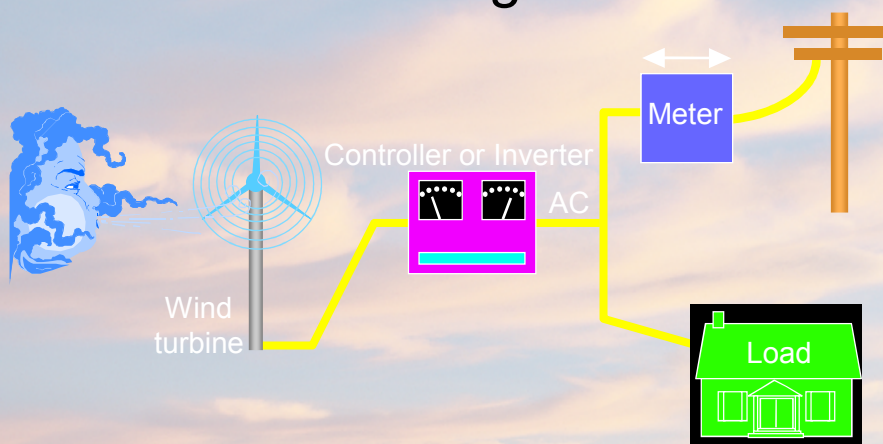 Meter
Controller or Inverter
AC
Wind
turbine
Load